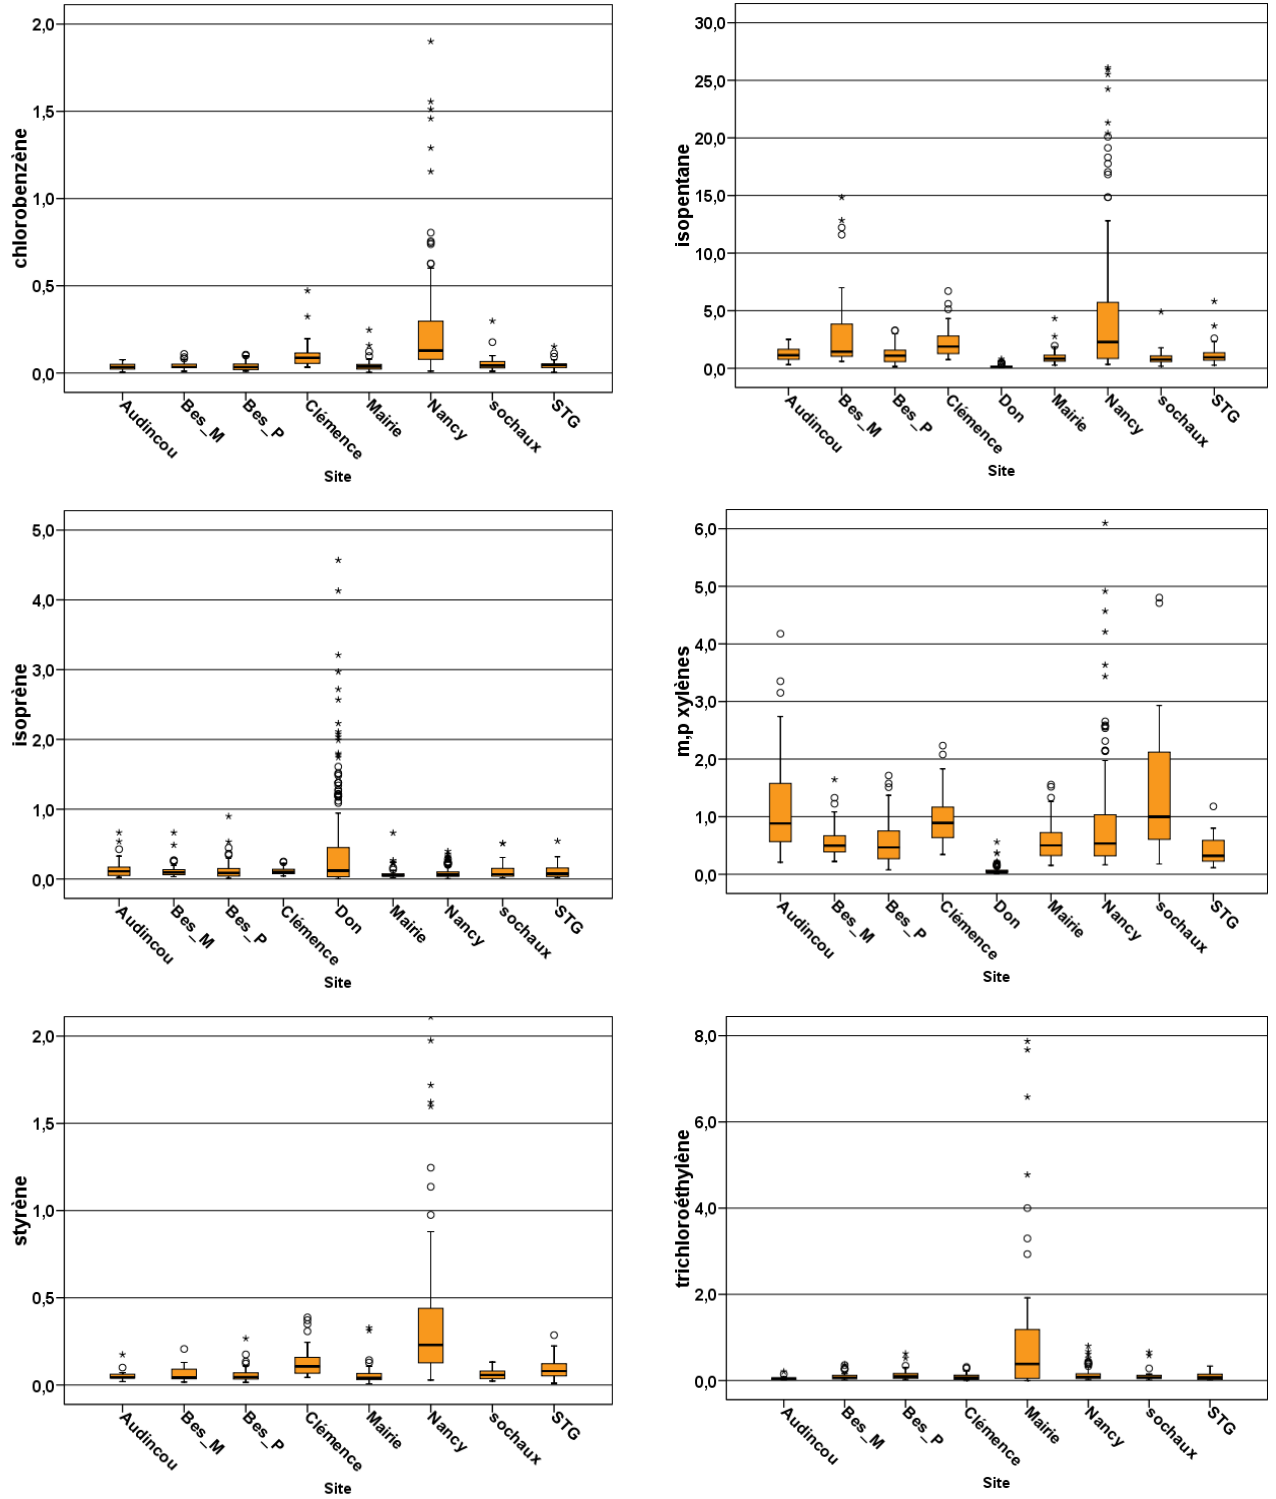 chlorobenzène
2,0
1,5
1,0
0,5
0,0
Audincou
Bes_M
Bes_P
Clémence
Mairie
Nancy
sochaux
STG
Site
isopentane
30,0
25,0
20,0
15,0
10,0
5,0
0,0
Audincou
Bes_M
Bes_P
Clémence
Don
Mairie
Nancy
sochaux
STG
Site
isoprène
5,0
4,0
3,0
2,0
1,0
0,0
Audincou
Bes_M
Bes_P
Clémence
Don
Mairie
Nancy
sochaux
STG
Site
m,p xylènes
6,0
5,0
4,0
3,0
2,0
1,0
0,0
Audincou
Bes_M
Bes_P
Clémence
Don
Mairie
Nancy
sochaux
STG
Site
styrène
2,0
1,5
1,0
0,5
0,0
Audincou
Bes_M
Bes_P
Clémence
Mairie
Nancy
sochaux
STG
Site
trichloroéthylène
8,0
6,0
4,0
2,0
0,0
Audincou
Bes_M
Bes_P
Clémence
Mairie
Nancy
sochaux
STG
Site